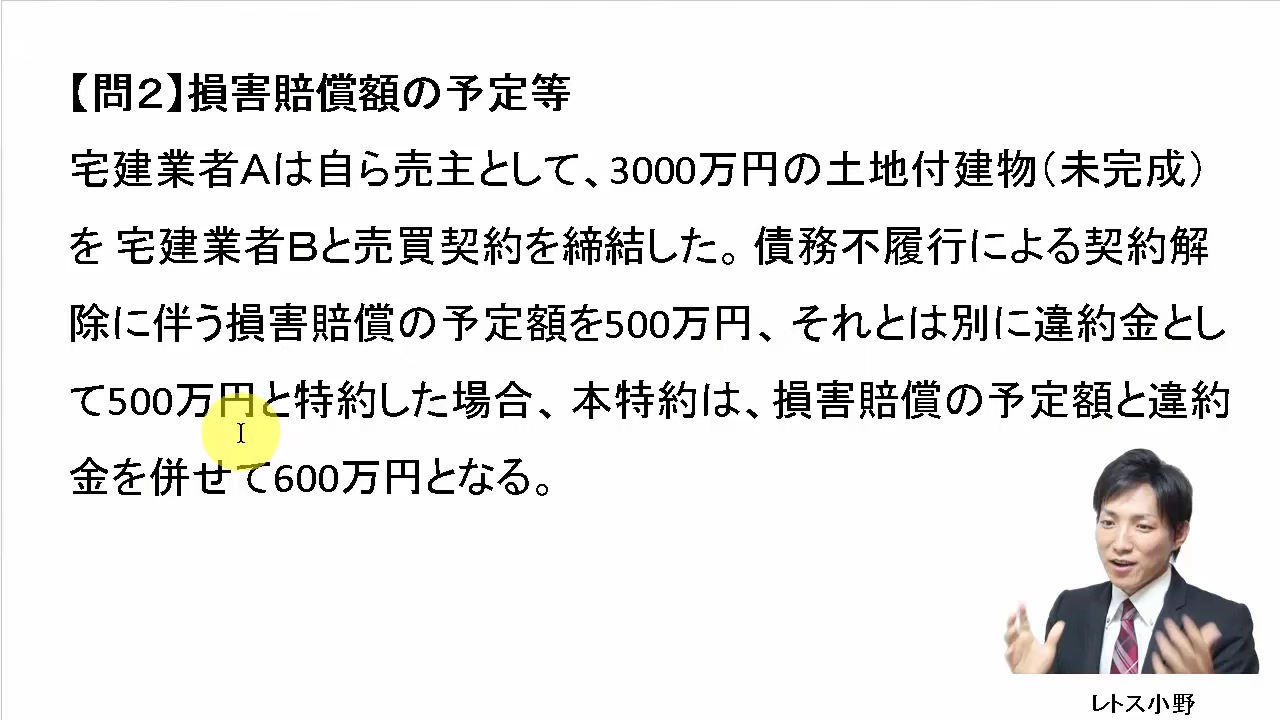 【問２】損害賠償額の予定等
宅建業者Ａは自ら売主として、3000万円の土地付建物（未完成）
を 宅建業者Ｂと売買契約を締結した。債務不履行による契約解
除に伴う損害賠償の予定額を500万円、それとは別に違約金とし
て500万円と特約した場合、本特約は、損害賠償の予定額と違約
金を併せて600万円となる。
レトス小野